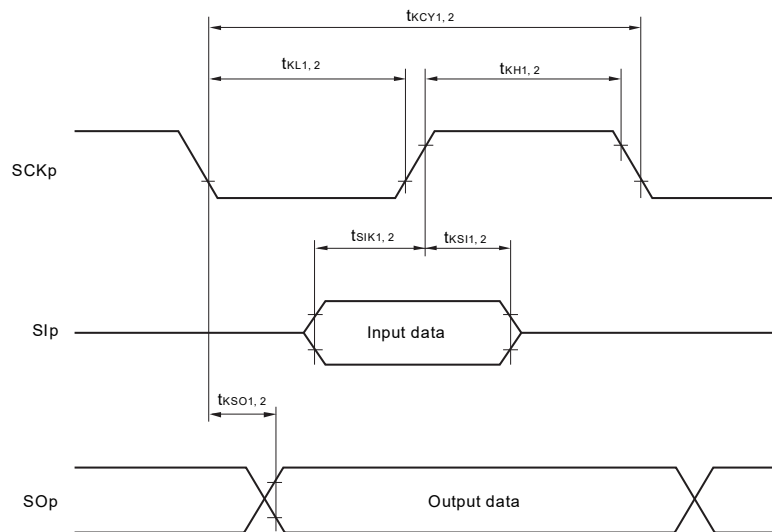 tKCY1, 2
tKL1, 2
tKH1, 2
SCKp
tSIK1, 2
tKSI1, 2
SIp
Input data
tKSO1, 2
SOp
Output data